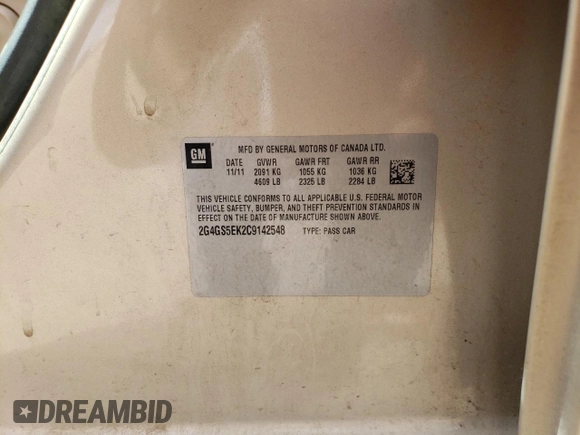 GM
MFD BY GENERAL MOTORS OF CANADA LTD.
DATE GVWR GAWR FRT GAWR RR
11/11 2091 KG 1055 KG 1036 KG
4609 LB 2325 LB 2284 LB
THIS VEHICLE CONFORMS TO ALL APPLICABLE U.S. FEDERAL MOTOR
VEHICLE SAFETY, BUMPER, AND THEFT PREVENTION STANDARDS IN
EFFECT ON THE DATE OF MANUFACTURE SHOWN ABOVE.
2G4GS5EK2C9142548 TYPE: PASS CAR
DREAMBID